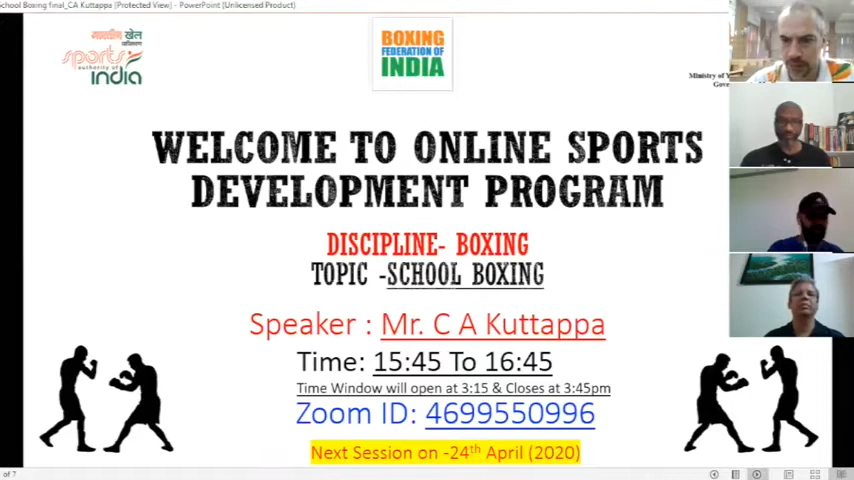 School Boxing final_CA Kuttappa [Protected View] - PowerPoint (Unlicensed Product)
भारतीय खेल
प्राधिकरण
sports
authority of
india
BOXING
FEDERATION OF
INDIA
Ministry of Y
Gove
WELCOME TO ONLINE SPORTS
DEVELOPMENT PROGRAM
DISCIPLINE- BOXING
TOPIC -SCHOOL BOXING
Speaker : Mr. C A Kuttappa
Time: 15:45 To 16:45
Time Window will open at 3:15 & Closes at 3:45pm
Zoom ID: 4699550996
Next Session on -24th April (2020)
of 7